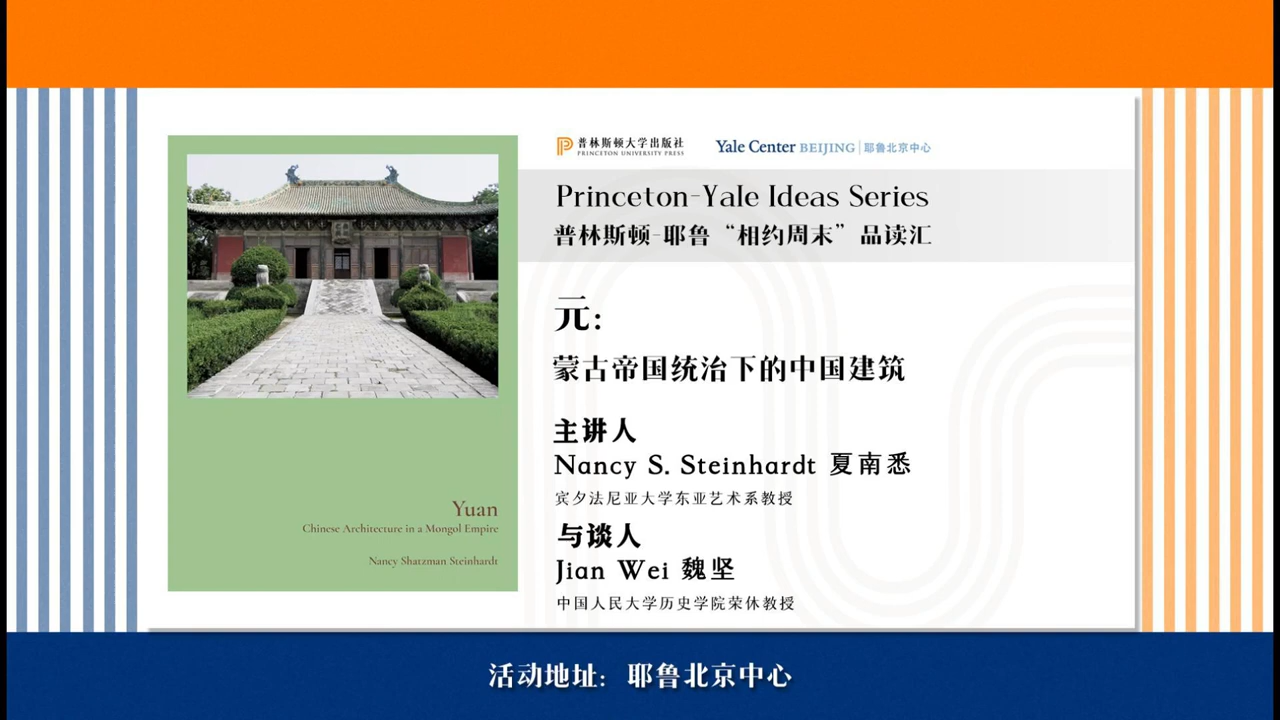 普林斯顿大学出版社
PRINCETON UNIVERSITY PRESS
Yale Center BEIJING | 耶鲁北京中心
Princeton-Yale Ideas Series
普林斯顿-耶鲁“相约周末”品读汇
元:
蒙古帝国统治下的中国建筑
主讲人
Nancy S. Steinhardt 夏南悉
宾夕法尼亚大学东亚艺术系教授
与谈人
Jian Wei 魏坚
中国人民大学历史学院荣休教授
Yuan
Chinese Architecture in a Mongol Empire
Nancy Shatzman Steinhardt
活动地址: 耶鲁北京中心